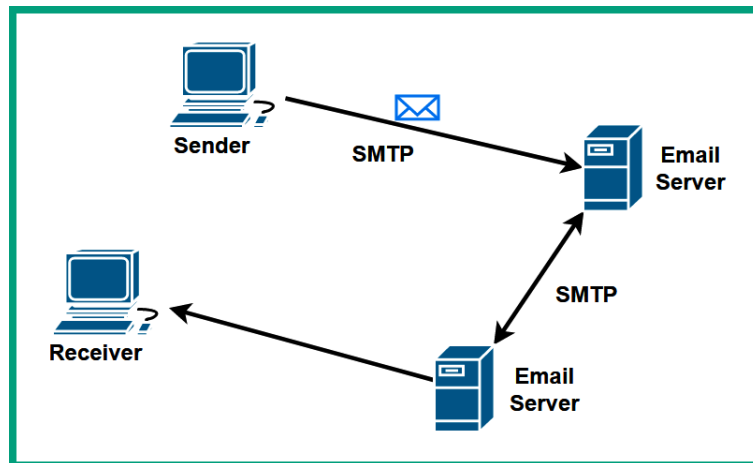 Sender
SMTP
Email
Server
SMTP
Receiver
Email
Server